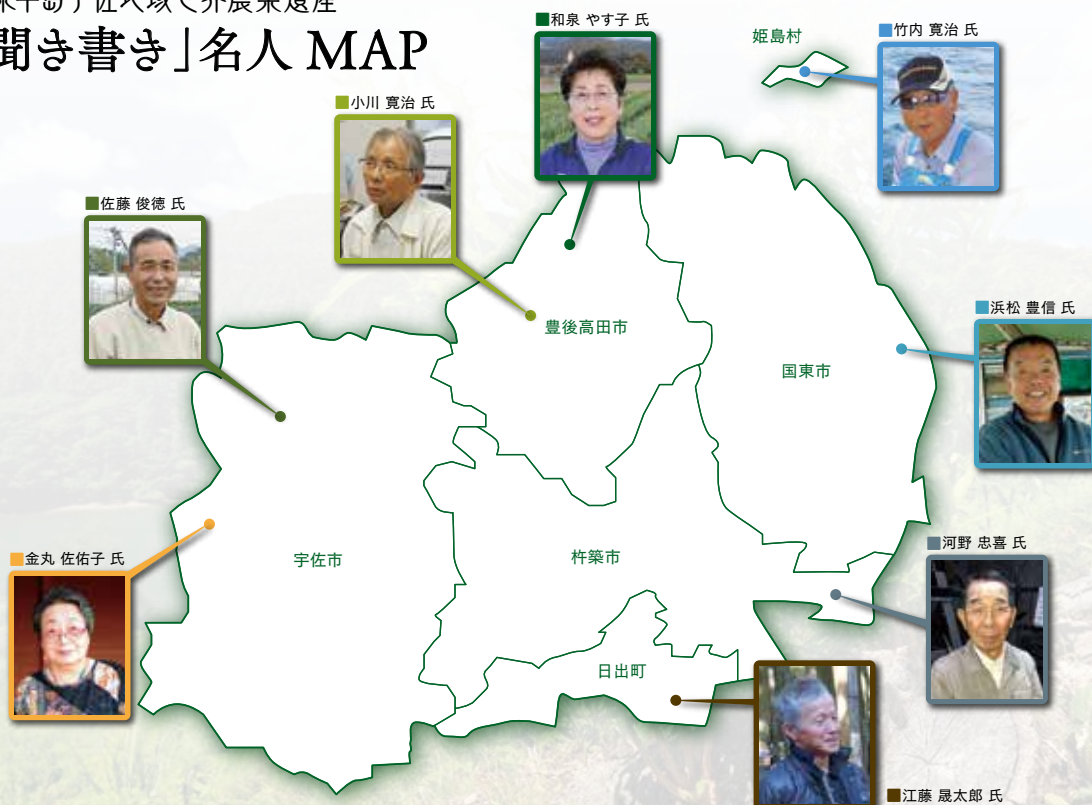 「聞き書き」名人 MAP
■和泉 やす子 氏
姫島村
■竹内 寛治 氏
■小川 寛治 氏
■佐藤 俊徳 氏
■浜松 豊信 氏
豊後高田市
国東市
■金丸 佐佑子 氏
宇佐市
杵築市
■河野 忠喜 氏
日出町
■江藤 晟太郎 氏